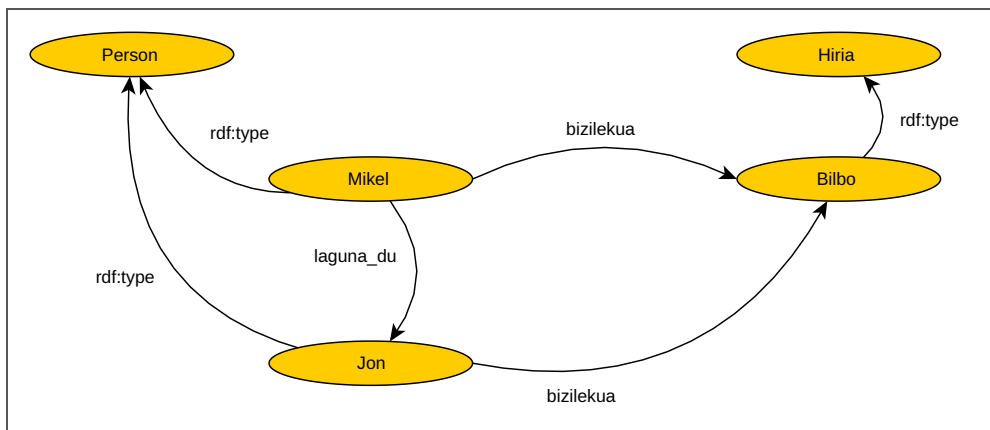 Person
Hiria
rdf:type
rdf:type
bizilekua
Mikel
Bilbo
laguna_du
rdf:type
Jon
bizilekua